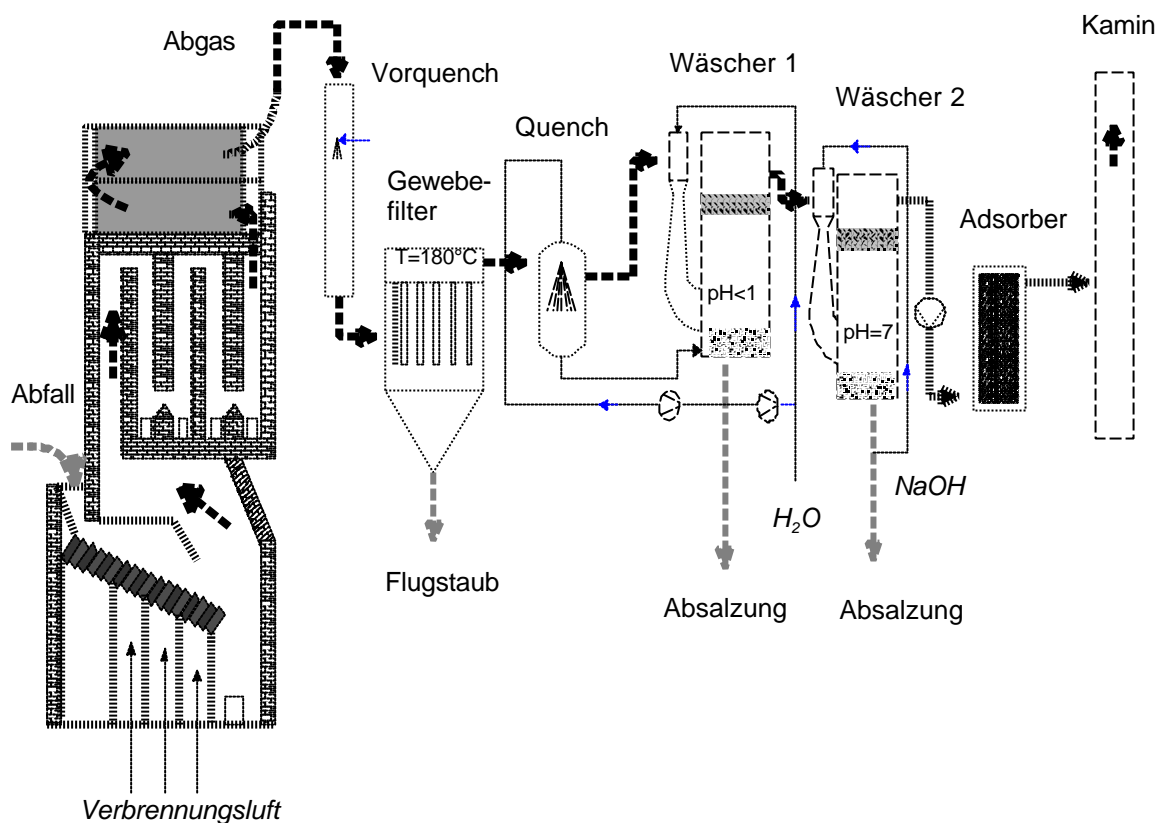 Abgas
Vorquench
Quench
Gewebe-
filter
T=180°C
Wäscher 1
pH<1
Wäscher 2
pH=7
Adsorber
Kamin
Abfall
Verbrennungsluft
Flugstaub
H₂O
NaOH
Absalzung
Absalzung